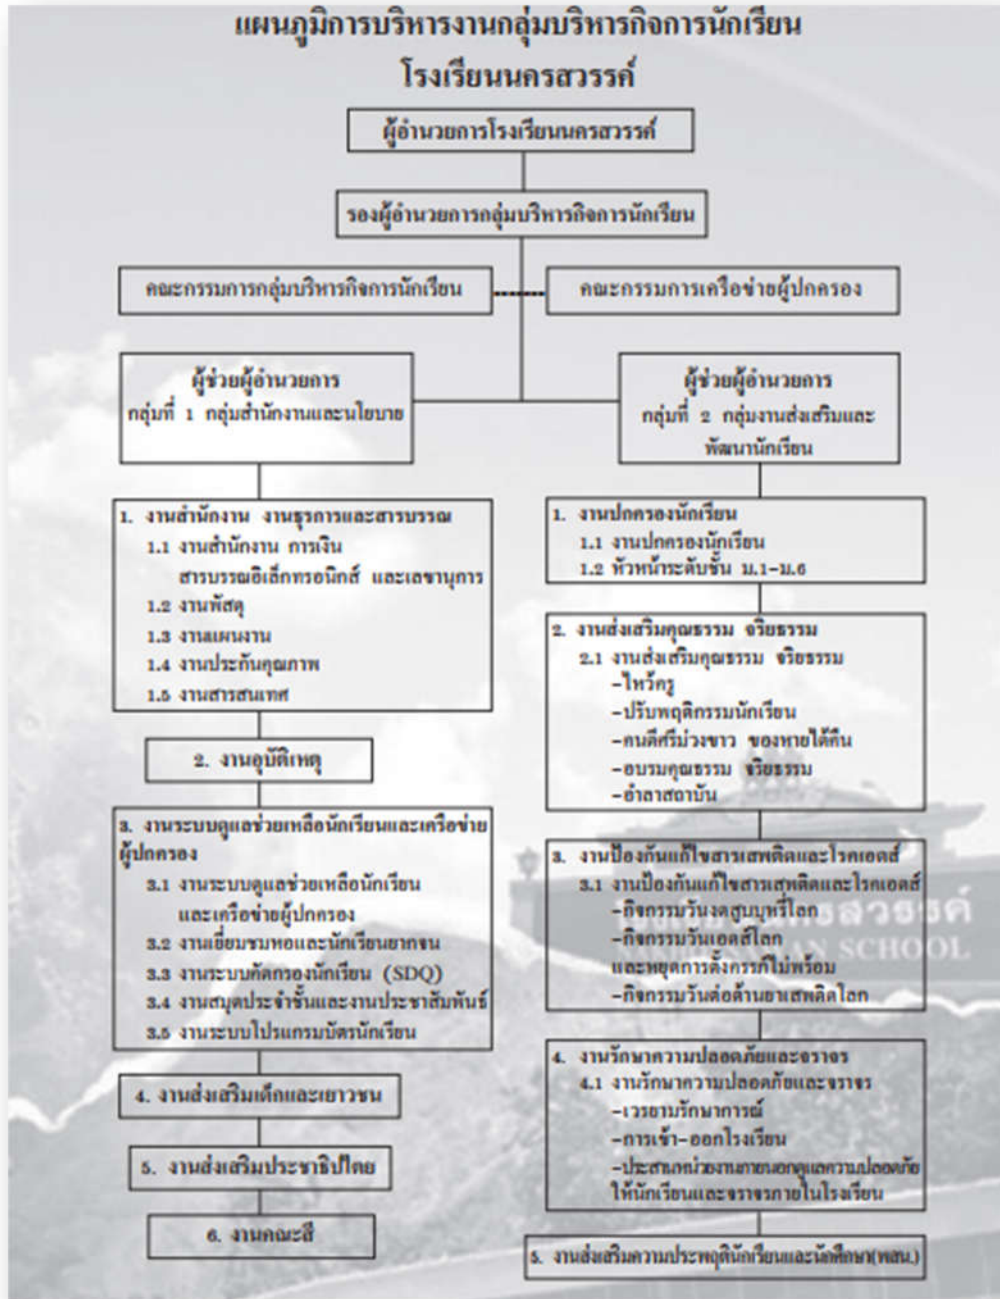 แผนภูมิการบริหารงานกลุ่มบริหารกิจการนักเรียน
โรงเรียนนครสวรรค์
ผู้อำนวยการโรงเรียนนครสวรรค์
รองผู้อำนวยการกลุ่มบริหารกิจการนักเรียน
คณะกรรมการกลุ่มบริหารกิจการนักเรียน
คณะกรรมการเครือข่ายผู้ปกครอง
ผู้ช่วยผู้อำนวยการ
กลุ่มที่ 1 กลุ่มสำนักงานและนโยบาย
ผู้ช่วยผู้อำนวยการ
กลุ่มที่ 2 กลุ่มงานส่งเสริมและ
พัฒนานักเรียน
1. งานสำนักงาน งานธุรการและสารบรรณ
1.1 งานสำนักงาน การเงิน
สารบรรณอิเล็กทรอนิกส์ และเลขานุการ
1.2 งานพัสดุ
1.3 งานแผนงาน
1.4 งานประกันคุณภาพ
1.5 งานสารสนเทศ
2. งานอุบัติเหตุ
3. งานระบบดูแลช่วยเหลือนักเรียนและเครือข่าย
ผู้ปกครอง
3.1 งานระบบดูแลช่วยเหลือนักเรียน
และเครือข่ายผู้ปกครอง
3.2 งานเยี่ยมชมหอและนักเรียนยากจน
3.3 งานระบบคัดกรองนักเรียน (SDQ)
3.4 งานสมุดประจำชั้นและงานประชาสัมพันธ์
3.5 งานระบบโปรแกรมบัตรนักเรียน
4. งานส่งเสริมเด็กและเยาวชน
5. งานส่งเสริมประชาธิปไตย
6. งานคณะสี
1. งานปกครองนักเรียน
1.1 งานปกครองนักเรียน
1.2 หัวหน้าระดับชั้น ม.1-ม.6
2. งานส่งเสริมคุณธรรม จริยธรรม
2.1 งานส่งเสริมคุณธรรม จริยธรรม
-ไหว้ครู
-ปรับพฤติกรรมนักเรียน
-คนดีศรีม่วงขาว ของหายได้คืน
-อบรมคุณธรรม จริยธรรม
-อำลาสถาบัน
3. งานป้องกันแก้ไขสารเสพติดและโรคเอดส์
3.1 งานป้องกันแก้ไขสารเสพติดและโรคเอดส์
-กิจกรรมวันงดสูบบุหรี่โลก
-กิจกรรมวันเอดส์โลก
และหยุดการตั้งครรภ์ไม่พร้อม
-กิจกรรมวันต่อต้านยาเสพติดโลก
4. งานรักษาความปลอดภัยและจราจร
4.1 งานรักษาความปลอดภัยและจราจร
-เวรยามรักษาการณ์
-การเข้า-ออกโรงเรียน
-ประสานหน่วยงานภายนอกดูแลความปลอดภัย
ให้นักเรียนและจราจรภายในโรงเรียน
5. งานส่งเสริมความประพฤตินักเรียนและนักศึกษา(พสน.)
SCHOOL